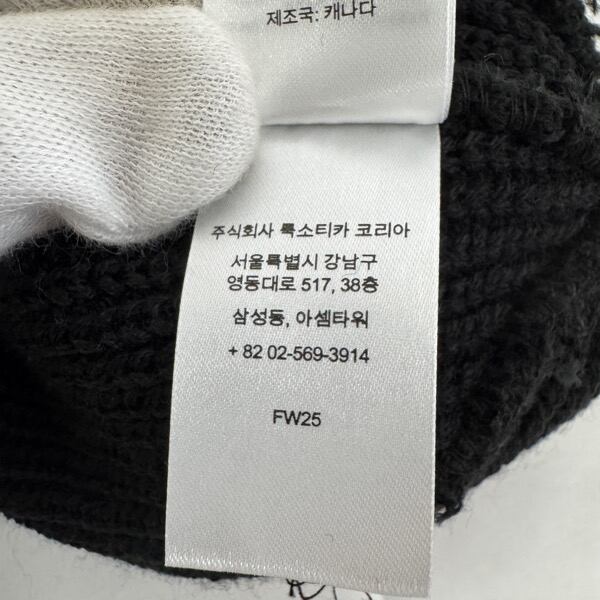 제조국: 캐나다
주식회사 룩소티카 코리아
서울특별시 강남구
영동대로 517, 38층
삼성동, 아셈타워
+ 82 02-569-3914
FW25